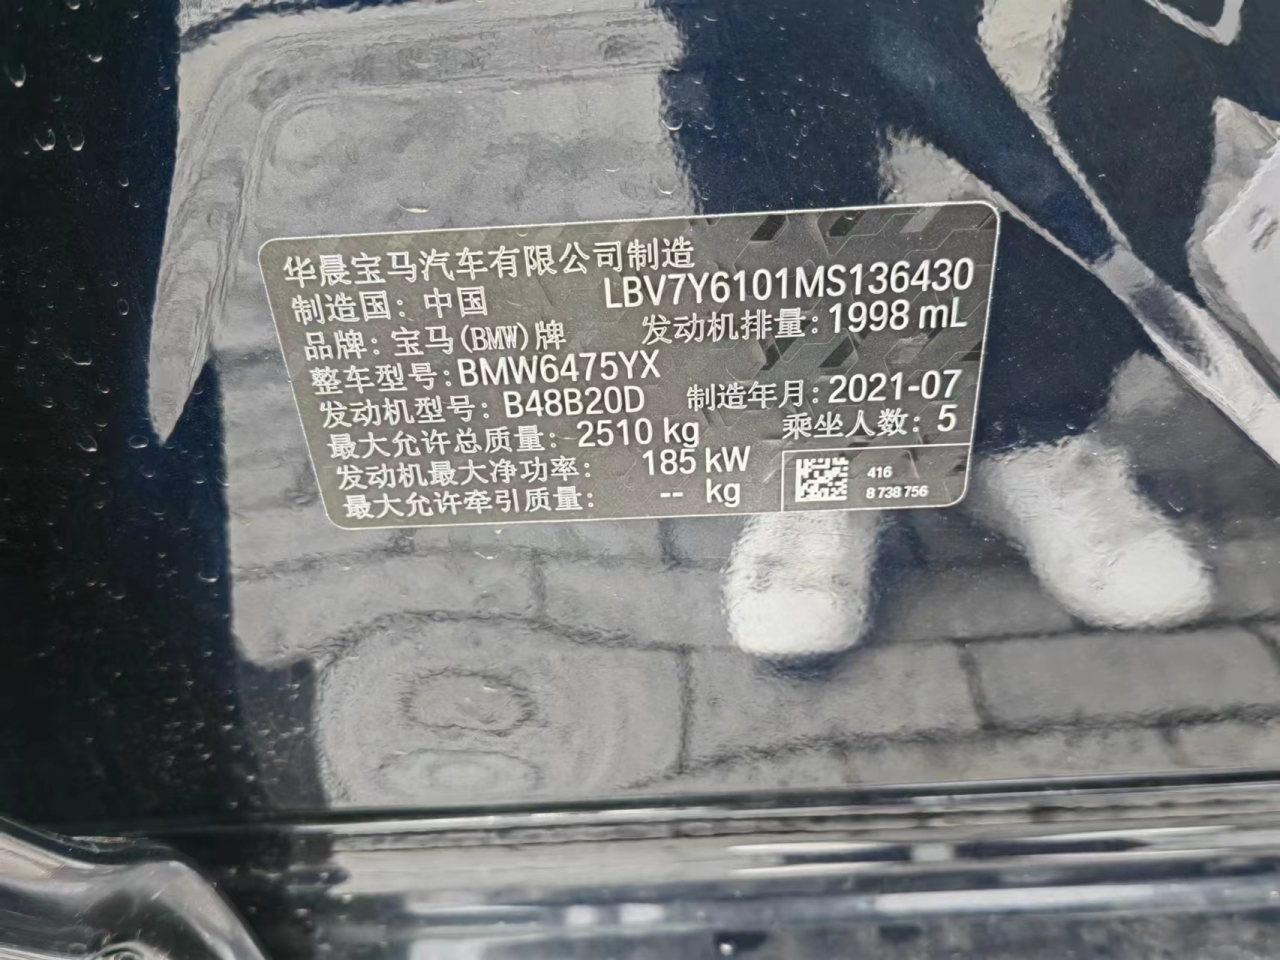 华晨宝马汽车有限公司制造
制造国：中国 LBV7Y6101MS136430
品牌：宝马(BMW)牌 发动机排量：1998 mL
整车型号：BMW6475YX
发动机型号：B48B20D 制造年月：2021-07
最大允许总质量：2510 kg 乘坐人数：5
发动机最大净功率： 185 kW
最大允许牵引质量： -- kg
416
8 738 756